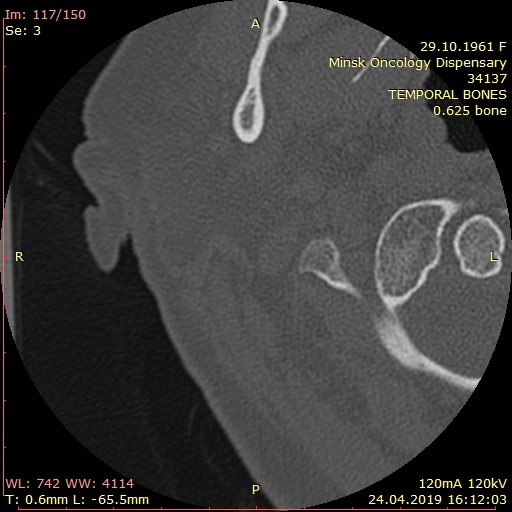 Im: 117/150
Se: 3
A
29.10.1961 F
Minsk Oncology Dispensary
34137
TEMPORAL BONES
0.625 bone
R
L
WL: 742 WW: 4114
T: 0.6mm L: -65.5mm
P
120mA 120kV
24.04.2019 16:12:03